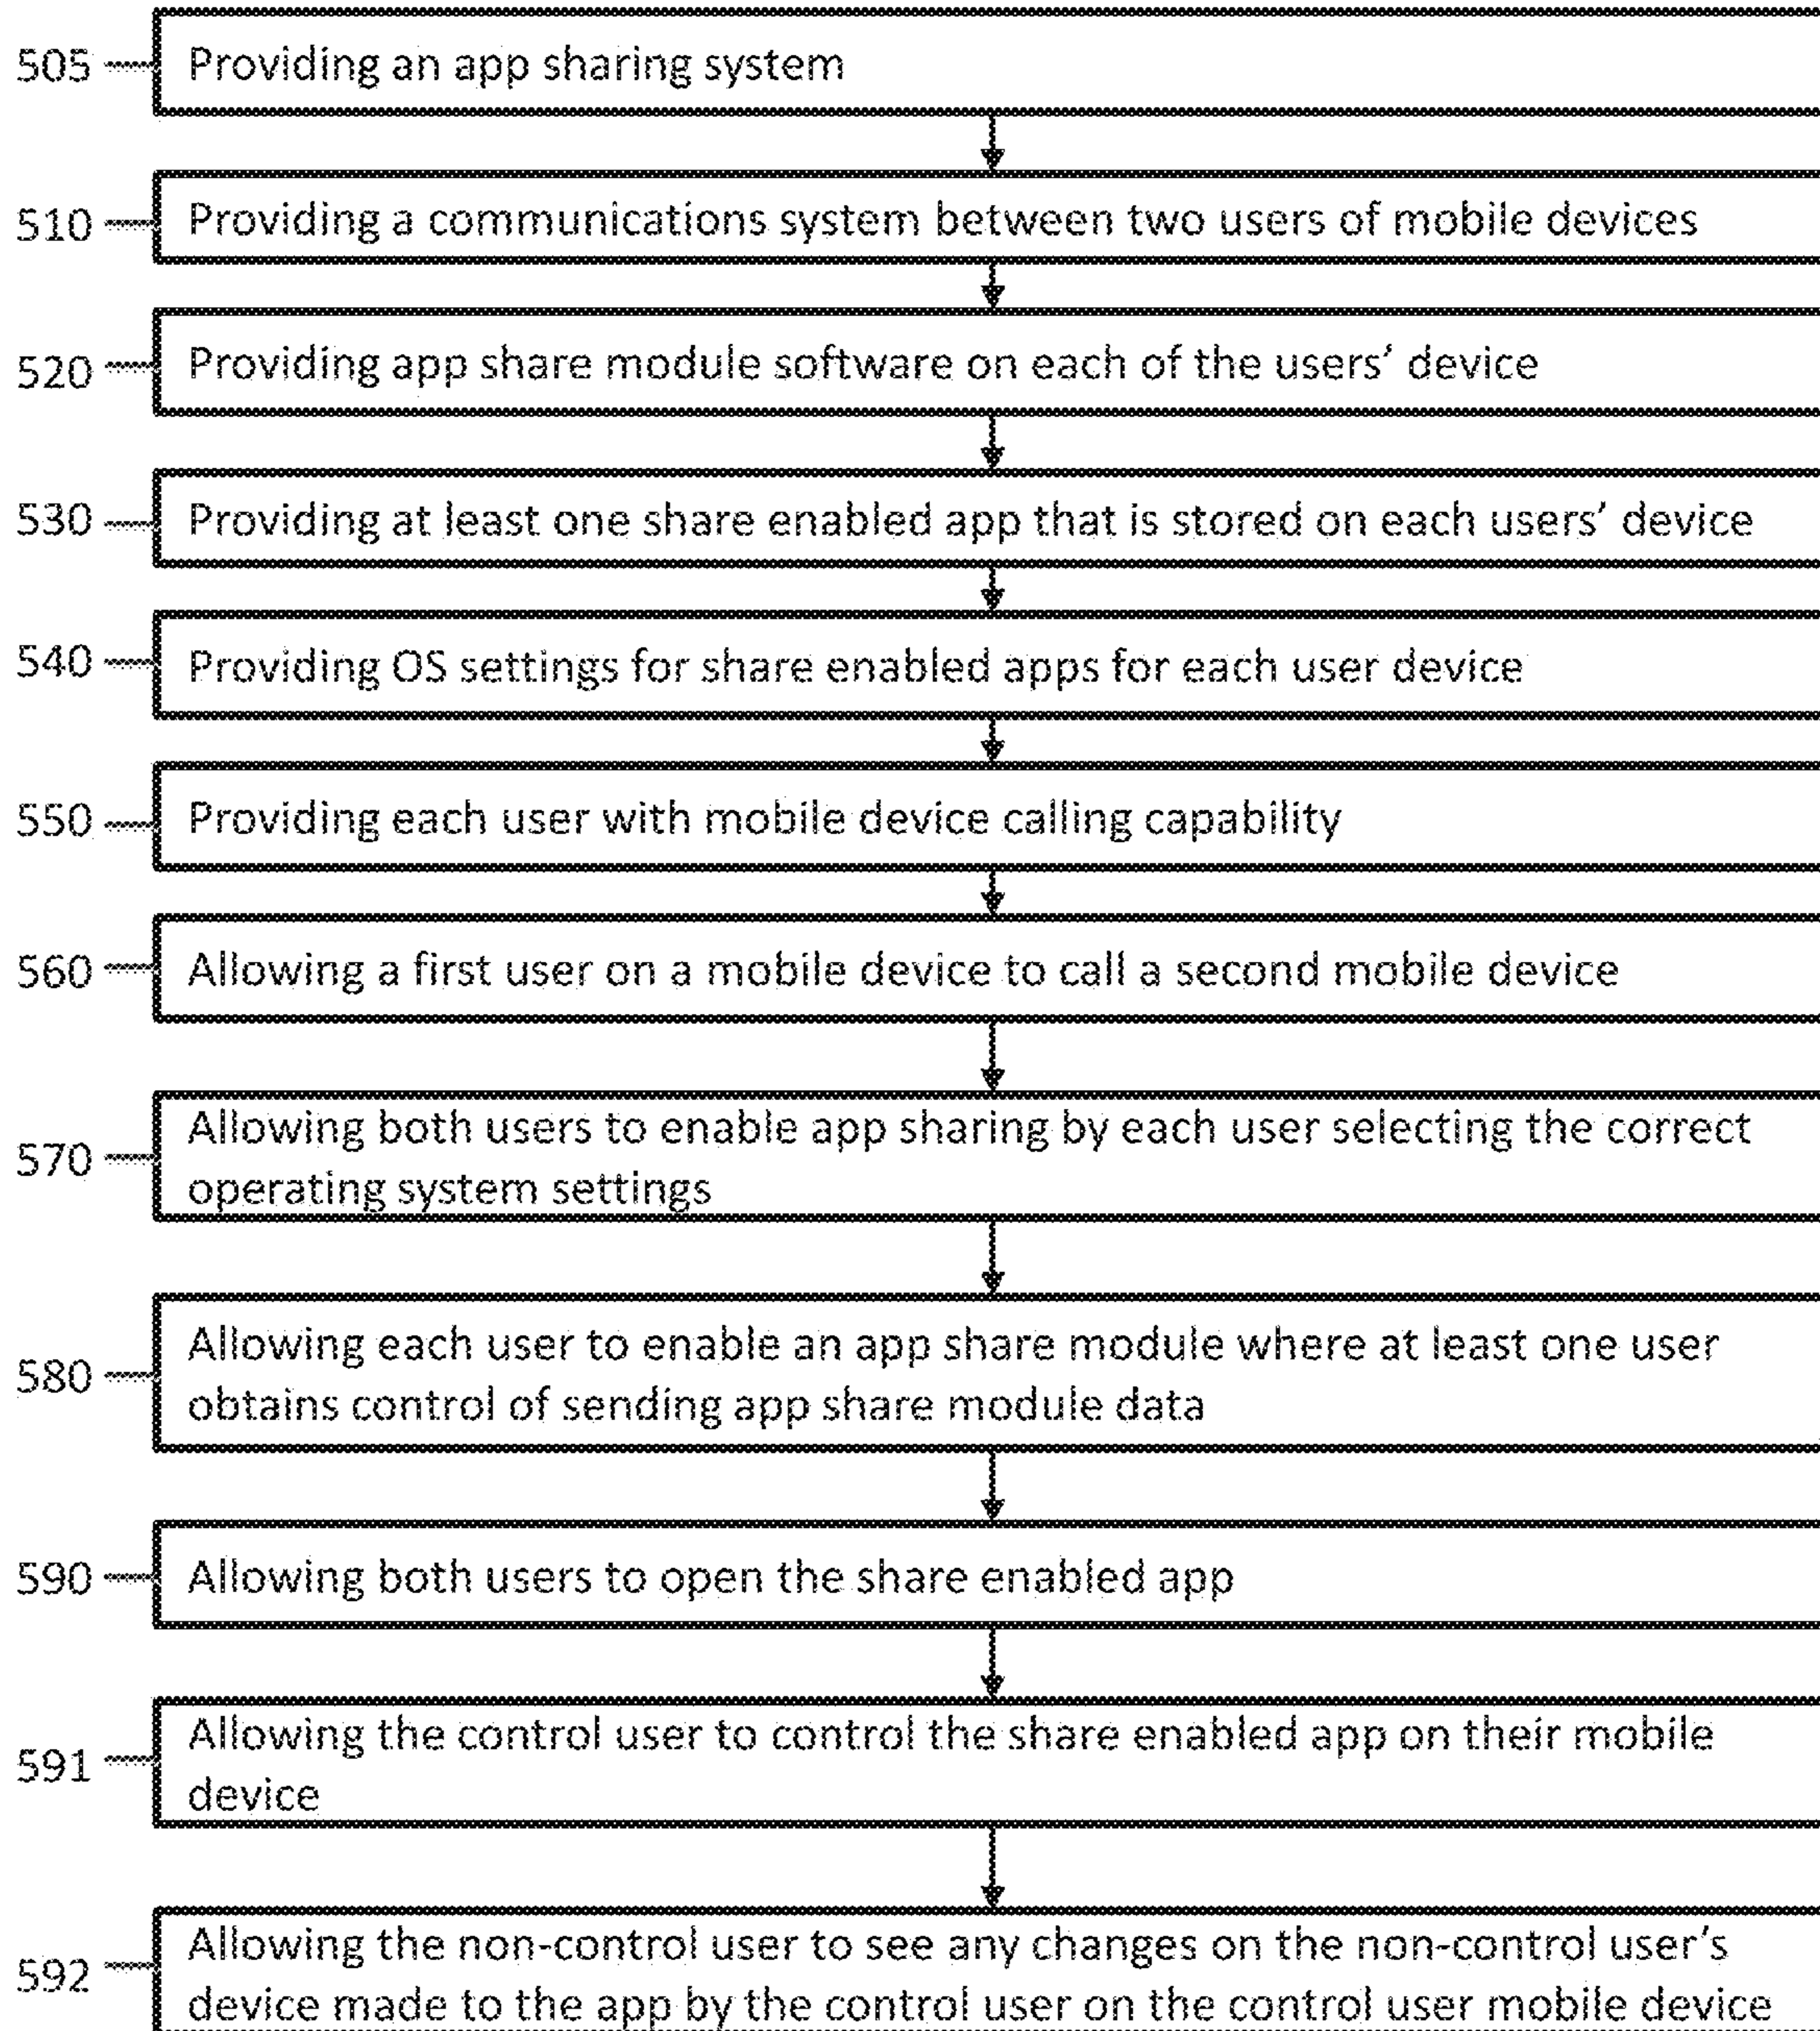 505 Providing an app sharing system
510 Providing a communications system between two users of mobile devices
520 Providing app share module software on each of the users’ device
530 Providing at least one share enabled app that is stored on each users’ device
540 Providing OS settings for share enabled apps for each user device
550 Providing each user with mobile device calling capability
560 Allowing a first user on a mobile device to call a second mobile device
570 Allowing both users to enable app sharing by each user selecting the correct
operating system settings
580 Allowing each user to enable an app share module where at least one user
obtains control of sending app share module data
590 Allowing both users to open the share enabled app
591 Allowing the control user to control the share enabled app on their mobile
device
592 Allowing the non-control user to see any changes on the non-control user’s
device made to the app by the control user on the control user mobile device